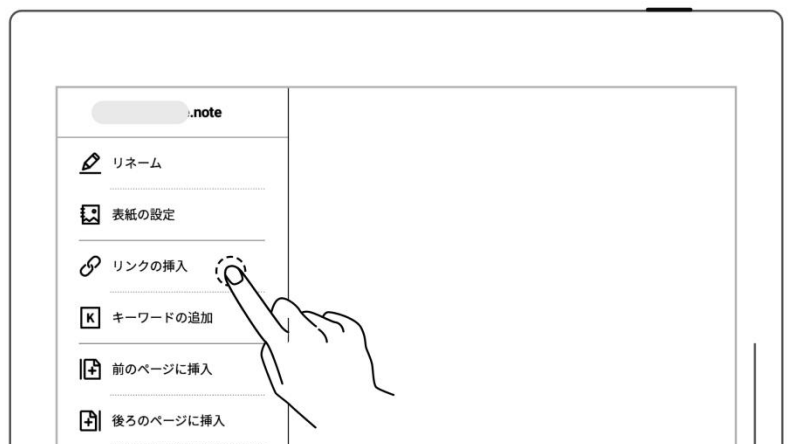 .note
リネーム
表紙の設定
リンクの挿入
K キーワードの追加
前のページに挿入
後ろのページに挿入